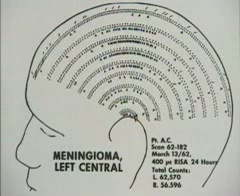 MENINGIOMA,
LEFT CENTRAL
Pt. A.C.
Scan 62-182
March 13/62,
400 µc RISA 24 Hours
Total Counts:
L. 62,570
R. 56,596